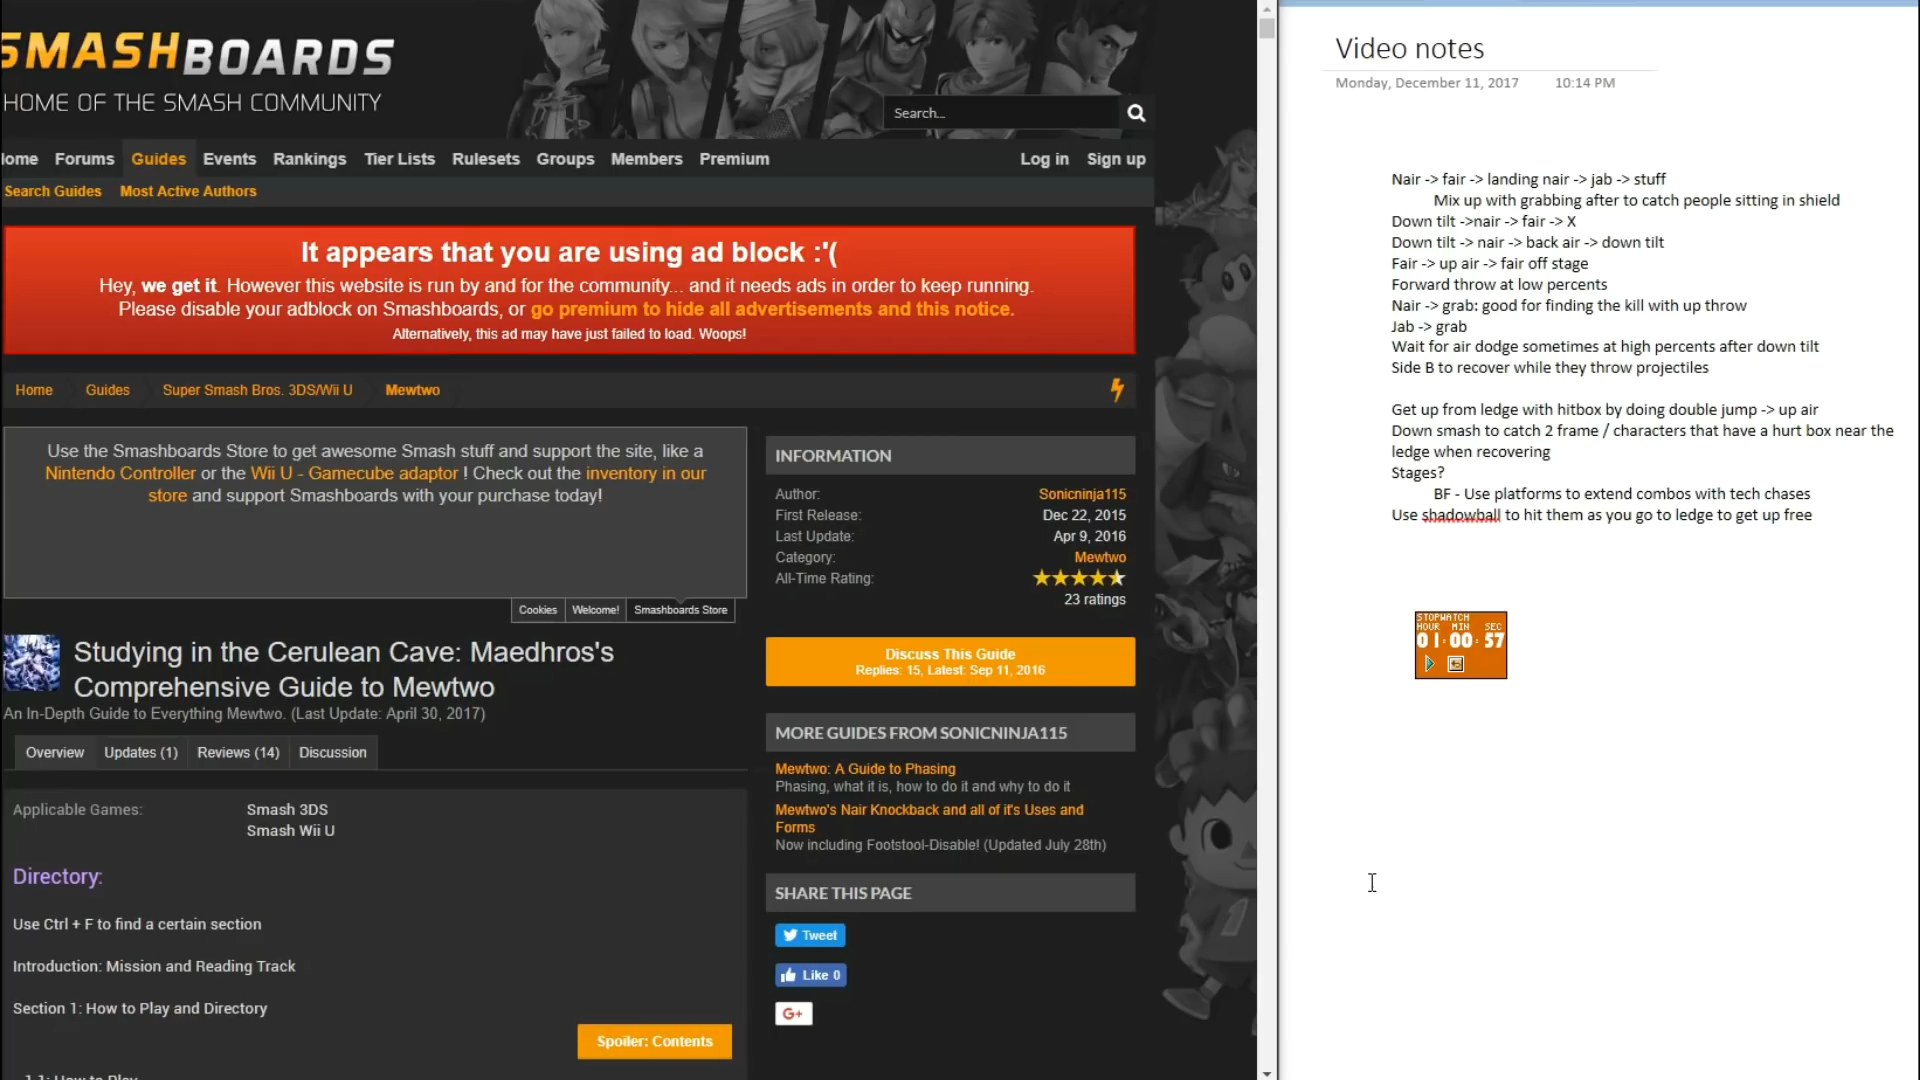 SMASHBOARDS
HOME OF THE SMASH COMMUNITY
Search...
ome Forums Guides Events Rankings Tier Lists Rulesets Groups Members Premium Log in Sign up
Search Guides Most Active Authors
It appears that you are using ad block :'(
Hey, we get it. However this website is run by and for the community... and it needs ads in order to keep running.
Please disable your adblock on Smashboards, or go premium to hide all advertisements and this notice.
Alternatively, this ad may have just failed to load. Woops!
Home Guides Super Smash Bros. 3DS/Wii U Mewtwo
Use the Smashboards Store to get awesome Smash stuff and support the site, like a
Nintendo Controller or the Wii U - Gamecube adaptor ! Check out the inventory in our
store and support Smashboards with your purchase today!
Cookies Welcome! Smashboards Store
Studying in the Cerulean Cave: Maedhros's
Comprehensive Guide to Mewtwo
An In-Depth Guide to Everything Mewtwo. (Last Update: April 30, 2017)
Overview Updates (1) Reviews (14) Discussion
Applicable Games: Smash 3DS
Smash Wii U
Directory:
Use Ctrl + F to find a certain section
Introduction: Mission and Reading Track
Section 1: How to Play and Directory
Spoiler: Contents
1.1: How to Play
INFORMATION
Author: Sonicninja115
First Release: Dec 22, 2015
Last Update: Apr 9, 2016
Category: Mewtwo
All-Time Rating:
23 ratings
Discuss This Guide
Replies: 15, Latest: Sep 11, 2016
MORE GUIDES FROM SONICNINJA115
Mewtwo: A Guide to Phasing
Phasing, what it is, how to do it and why to do it
Mewtwo's Nair Knockback and all of it's Uses and
Forms
Now including Footstool-Disable! (Updated July 28th)
SHARE THIS PAGE
Tweet
Like 0
G+
Video notes
Monday, December 11, 2017 10:14 PM
Nair -> fair -> landing nair -> jab -> stuff
Mix up with grabbing after to catch people sitting in shield
Down tilt ->nair -> fair -> X
Down tilt -> nair -> back air -> down tilt
Fair -> up air -> fair off stage
Forward throw at low percents
Nair -> grab: good for finding the kill with up throw
Jab -> grab
Wait for air dodge sometimes at high percents after down tilt
Side B to recover while they throw projectiles
Get up from ledge with hitbox by doing double jump -> up air
Down smash to catch 2 frame / characters that have a hurt box near the
ledge when recovering
Stages?
BF - Use platforms to extend combos with tech chases
Use shadowball to hit them as you go to ledge to get up free
STOPWATCH
HOUR MIN SEC
01:00:57